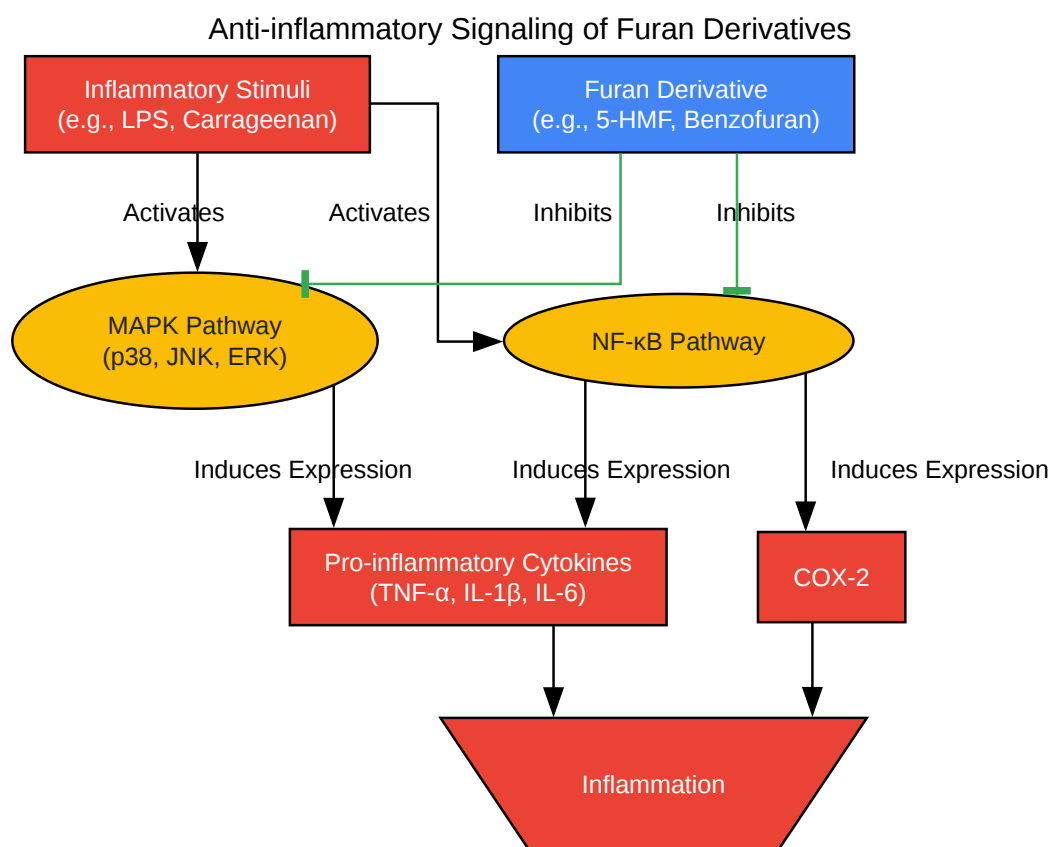 Anti-inflammatory Signaling of Furan Derivatives
Inflammatory Stimuli
(e.g., LPS, Carrageenan)
Furan Derivative
(e.g., 5-HMF, Benzofuran)
Activates
Activates
Inhibits
Inhibits
MAPK Pathway
(p38, JNK, ERK)
NF-κB Pathway
Induces Expression
Induces Expression
Induces Expression
Pro-inflammatory Cytokines
(TNF-α, IL-1β, IL-6)
COX-2
Inflammation